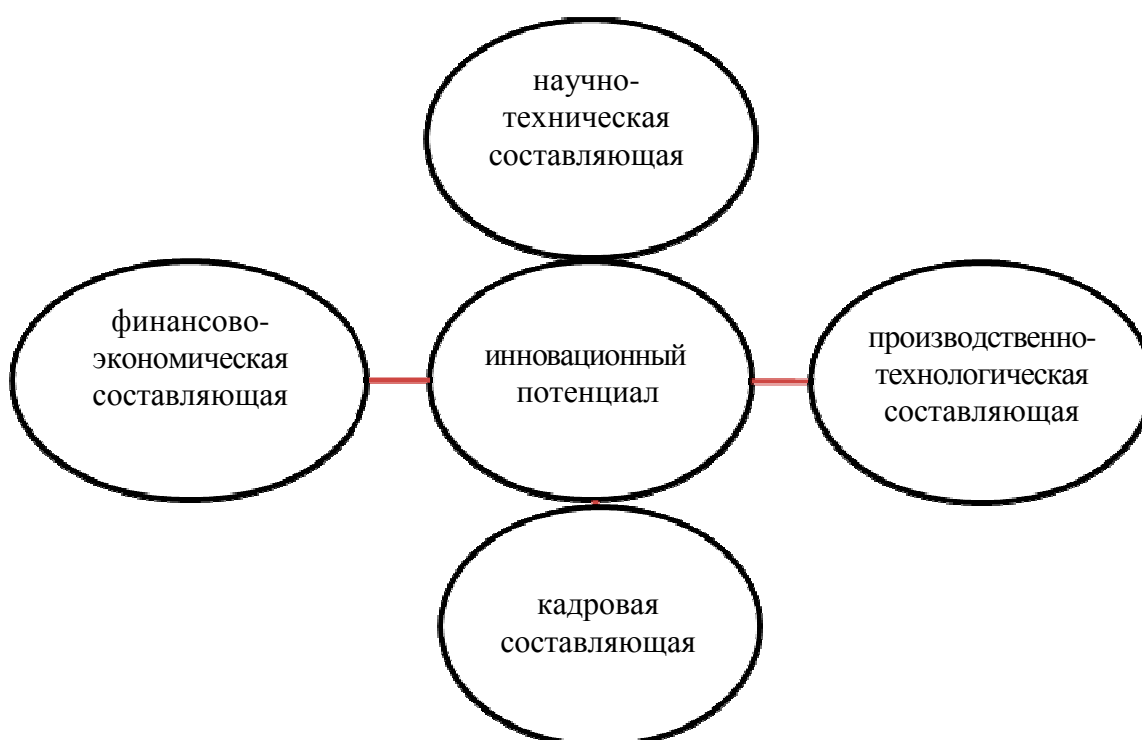 научно-
техническая
составляющая
финансово-
экономическая
составляющая
инновационный
потенциал
производственно-
технологическая
составляющая
кадровая
составляющая